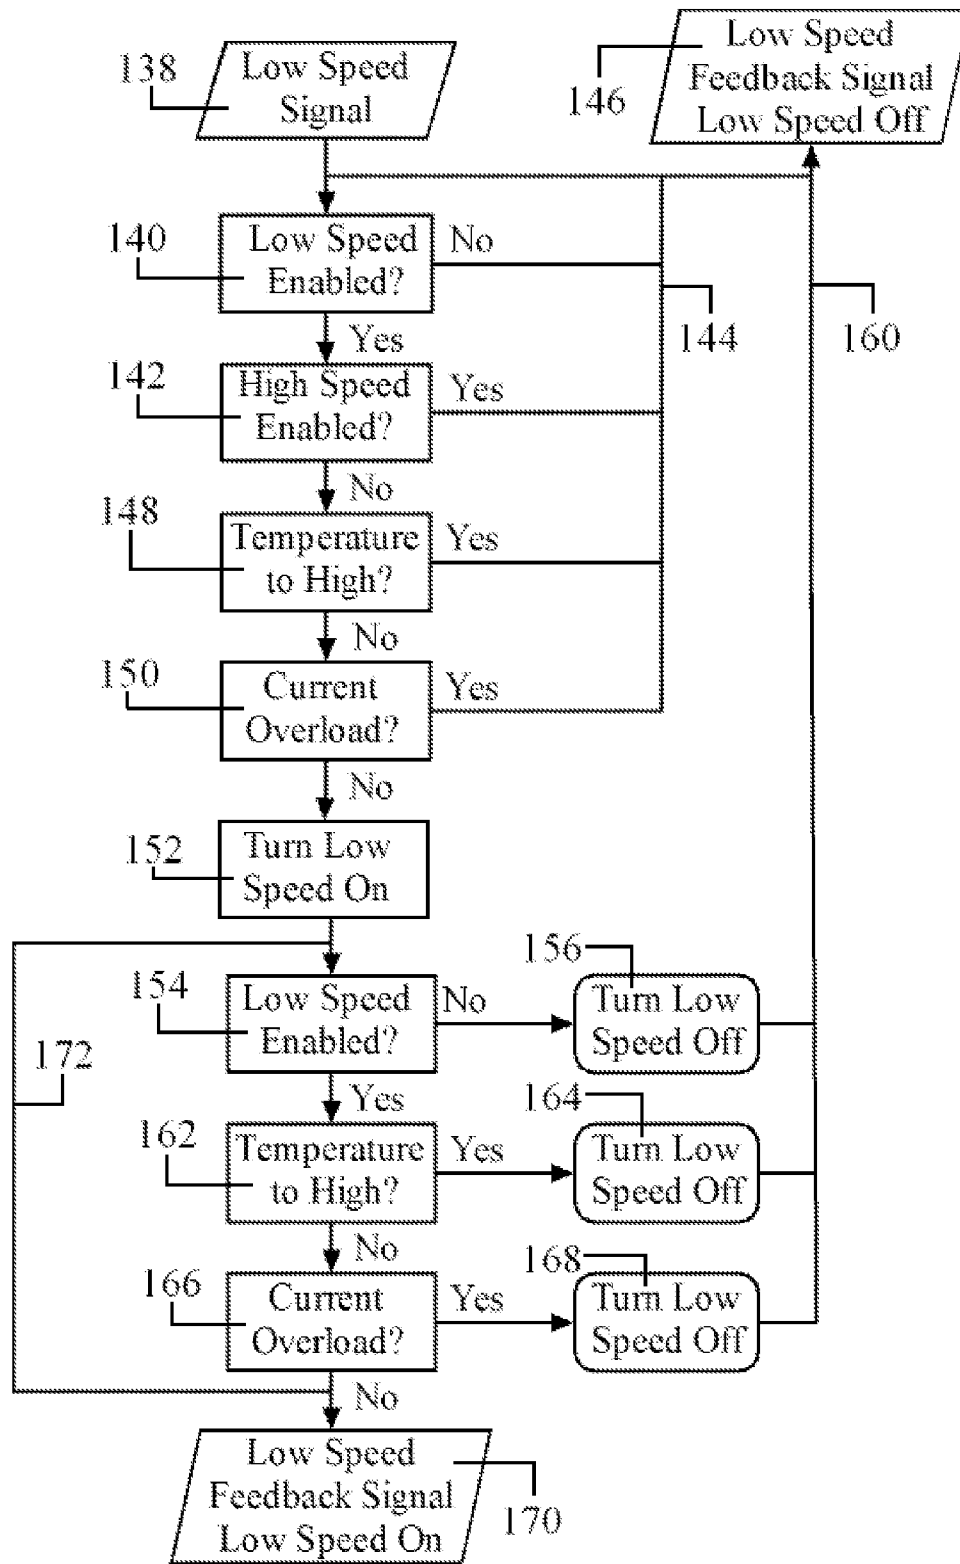 138
Low Speed
Signal
146
Low Speed
Feedback Signal
Low Speed Off
140
Low Speed
Enabled?
No
144
160
Yes
142
High Speed
Enabled?
Yes
No
148
Temperature
to High?
Yes
No
150
Current
Overload?
Yes
No
152
Turn Low
Speed On
154
Low Speed
Enabled?
No
156
Turn Low
Speed Off
172
Yes
162
Temperature
to High?
Yes
164
Turn Low
Speed Off
No
166
Current
Overload?
Yes
168
Turn Low
Speed Off
No
Low Speed
Feedback Signal
Low Speed On
170